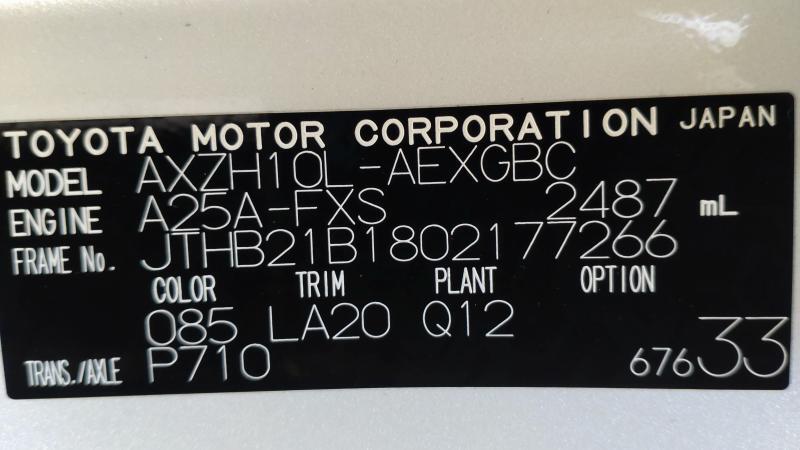 TOYOTA MOTOR CORPORATION JAPAN
MODEL AXZH10L-AEXGBC
ENGINE A25A-FXS 2487 mL
FRAME No. JTHB21B1802177266
COLOR TRIM PLANT OPTION
085 LA20 Q12
TRANS./AXLE P710 67633